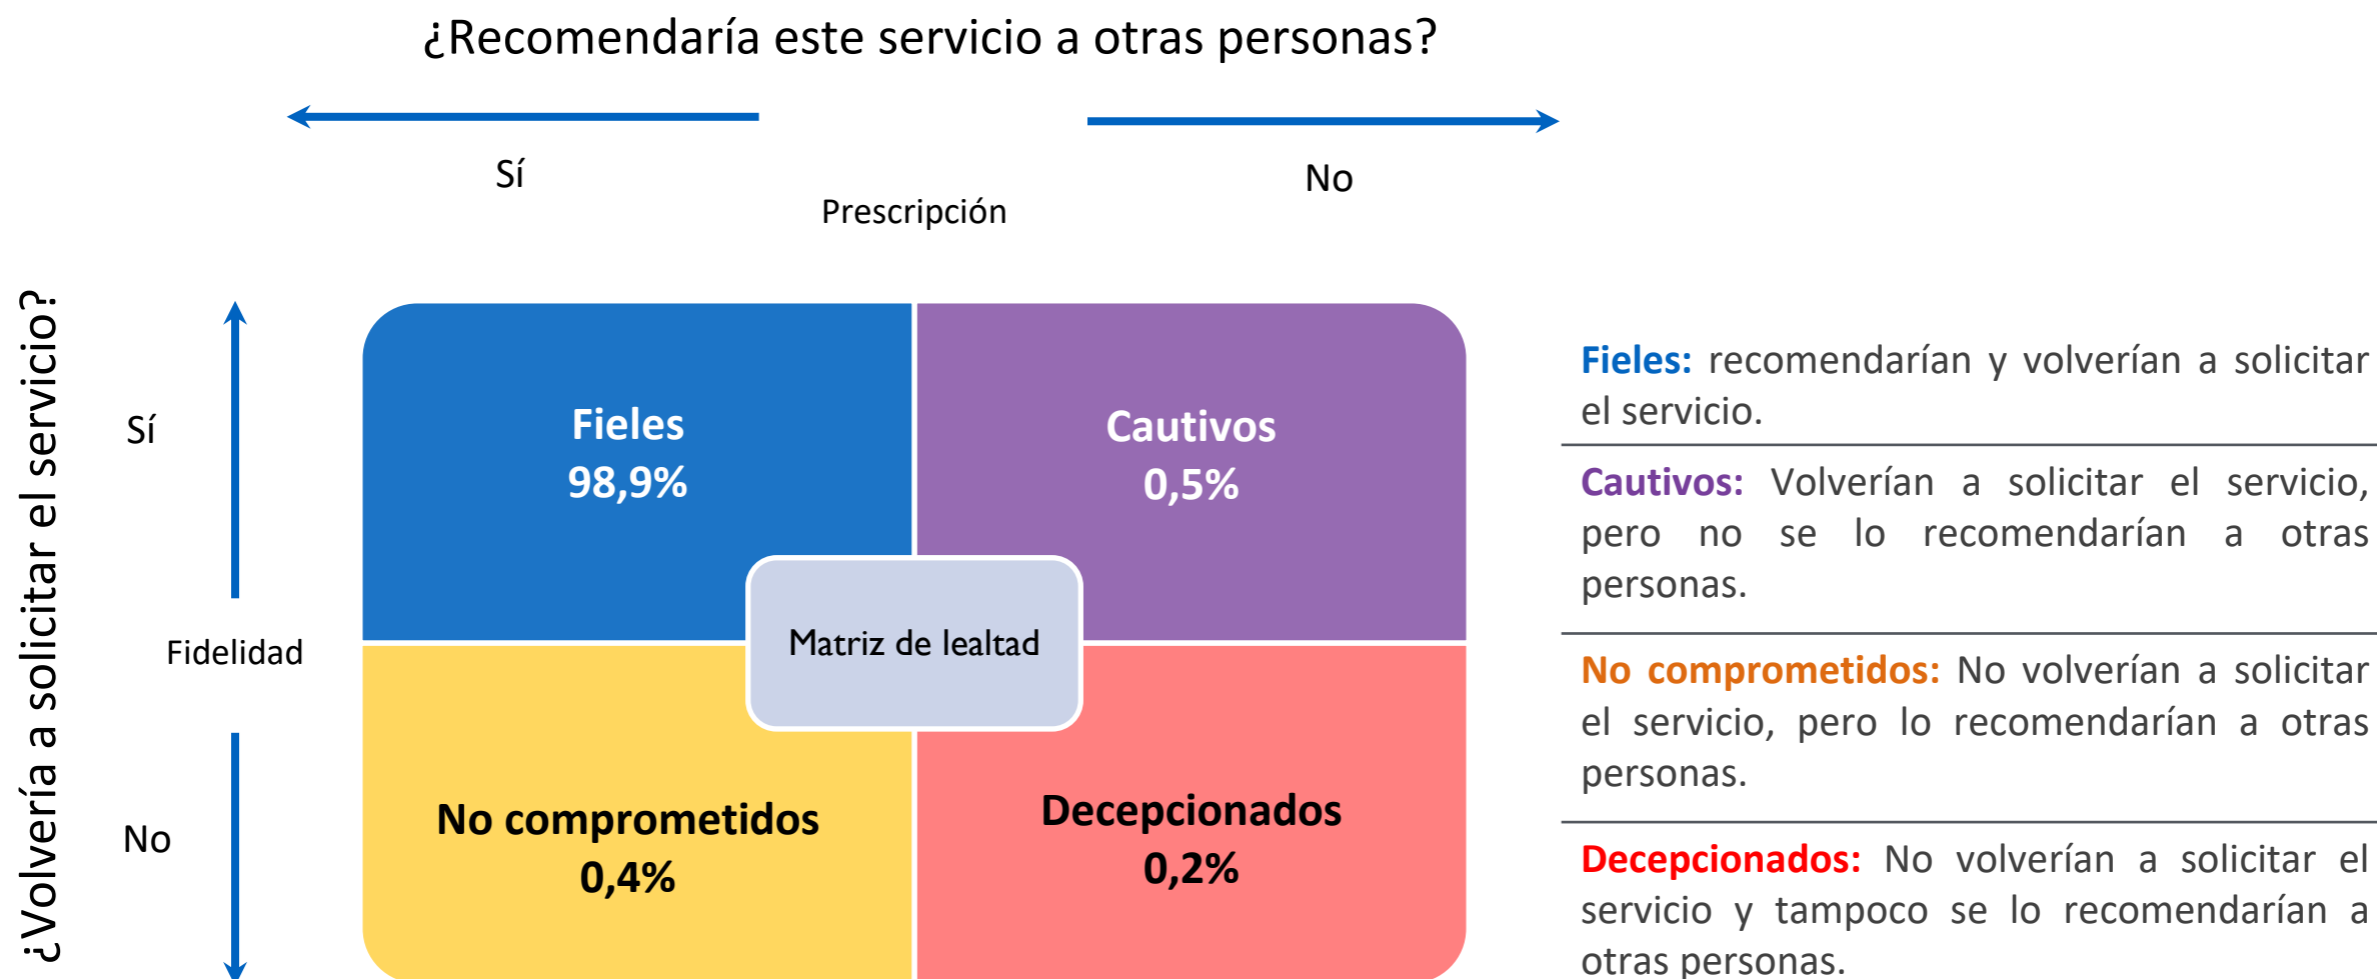 ¿Recomendaría este servicio a otras personas?
Sí
No
Prescripción
¿Volvería a solicitar el servicio?
Sí
Fidelidad
No
Fieles
98,9%
Cautivos
0,5%
Matriz de lealtad
No comprometidos
0,4%
Decepcionados
0,2%
Fieles: recomendarían y volverían a solicitar
el servicio.
Cautivos: Volverían a solicitar el servicio,
pero no se lo recomendarían a otras
personas.
No comprometidos: No volverían a solicitar
el servicio, pero lo recomendarían a otras
personas.
Decepcionados: No volverían a solicitar el
servicio y tampoco se lo recomendarían a
otras personas.